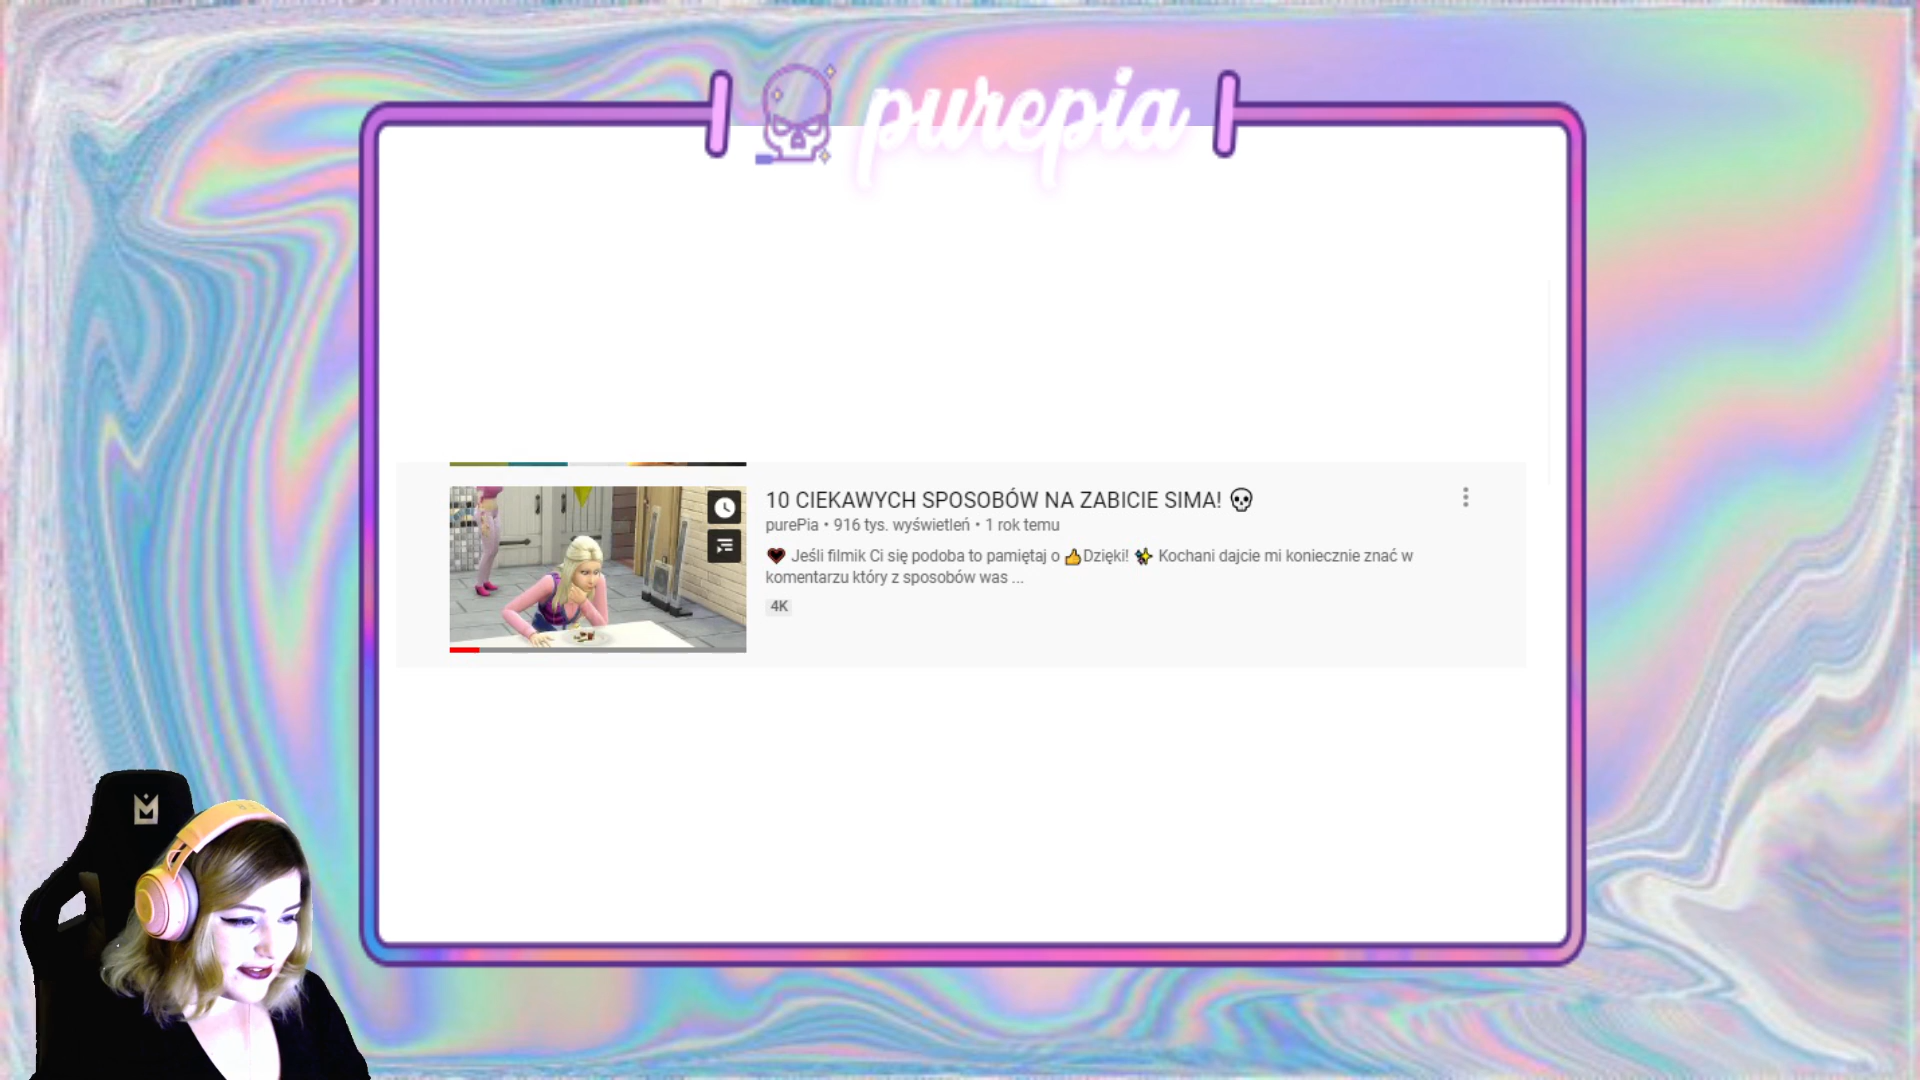 purepia
10 CIEKAWYCH SPOSOBÓW NA ZABICIE SIMA! 💀
purePia • 916 tys. wyświetleń • 1 rok temu
🖤 Jeśli filmik Ci się podoba to pamiętaj o 👍Dzięki! ✨ Kochani dajcie mi koniecznie znać w
komentarzu który z sposobów was ...
4K